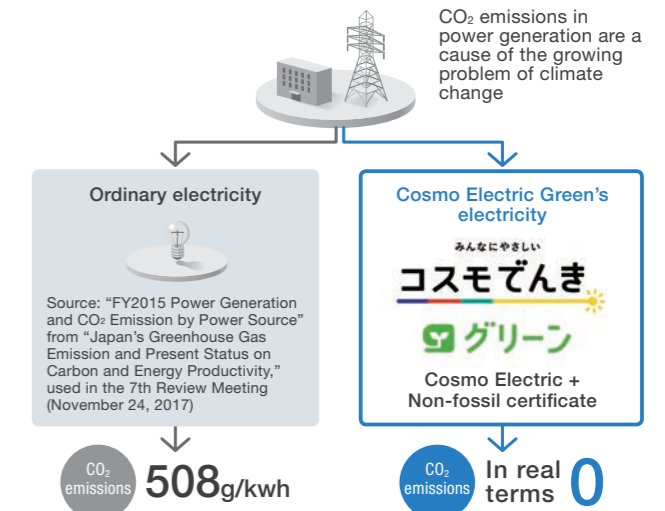 CO₂ emissions in
power generation are a
cause of the growing
problem of climate
change
Ordinary electricity
Source: “FY2015 Power Generation
and CO₂ Emission by Power Source”
from “Japan’s Greenhouse Gas
Emission and Present Status on
Carbon and Energy Productivity,”
used in the 7th Review Meeting
(November 24, 2017)
CO₂
emissions
508g/kwh
Cosmo Electric Green’s
electricity
みんなにやさしい
コスモでんき
グリーン
Cosmo Electric +
Non-fossil certificate
CO₂
emissions
In real
terms
0